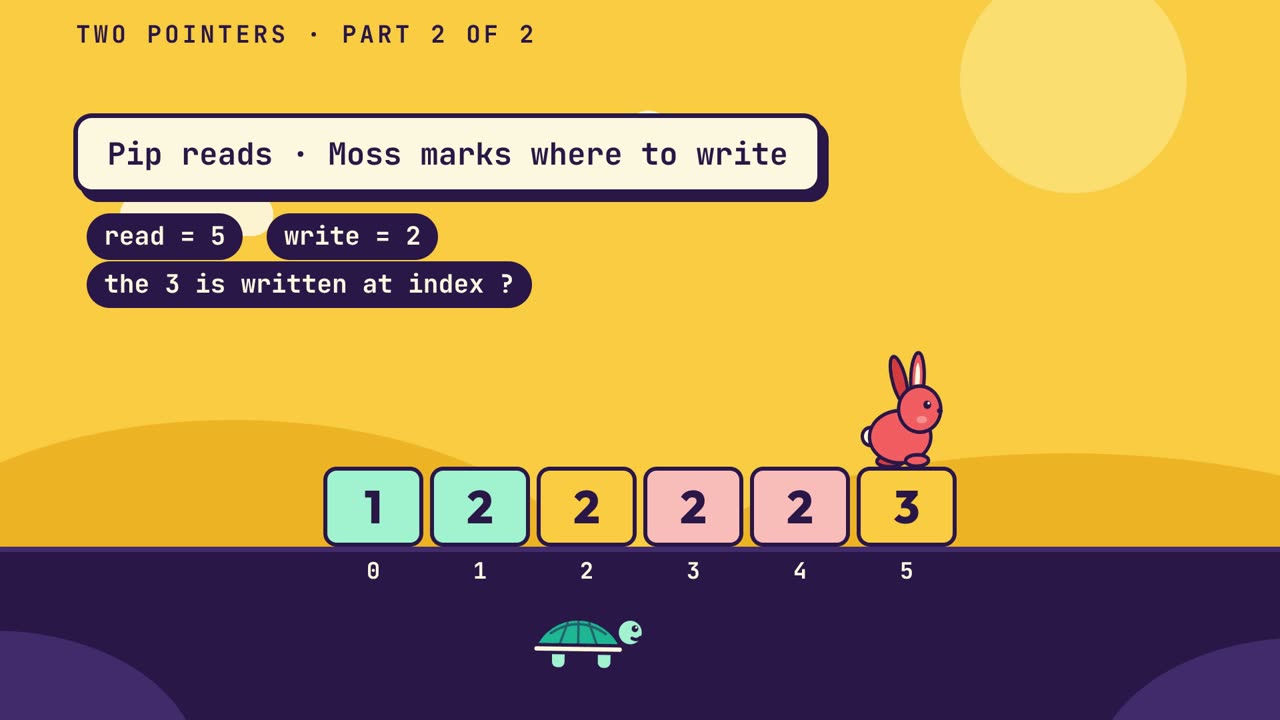 TWO POINTERS · PART 2 OF 2
Pip reads · Moss marks where to write
read = 5 write = 2
the 3 is written at index ?
1 2 2 2 2 3
0 1 2 3 4 5